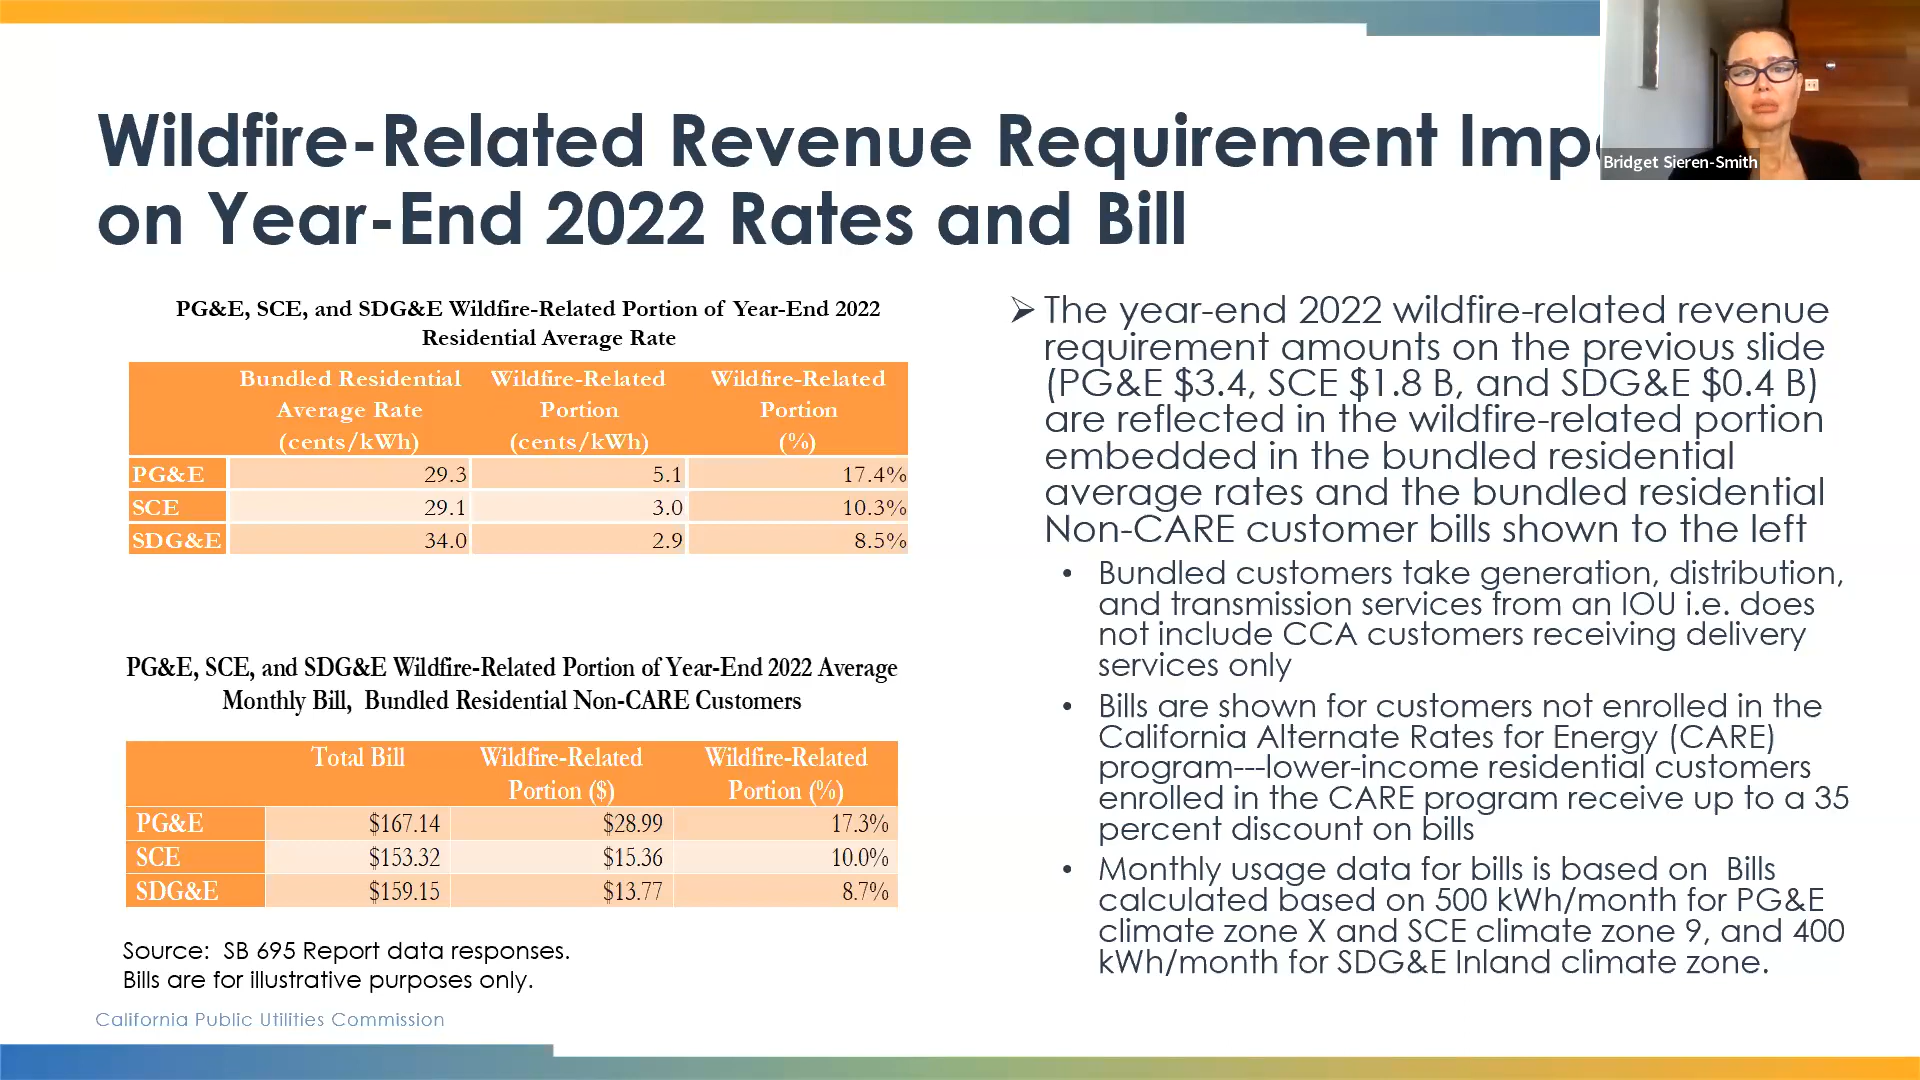 Wildfire-Related Revenue Requirement Imp
on Year-End 2022 Rates and Bill
Bridget Sieren-Smith
PG&E, SCE, and SDG&E Wildfire-Related Portion of Year-End 2022
Residential Average Rate
Bundled Residential Average Rate (cents/kWh) Wildfire-Related Portion (cents/kWh) Wildfire-Related Portion (%)
PG&E 29.3 5.1 17.4%
SCE 29.1 3.0 10.3%
SDG&E 34.0 2.9 8.5%
PG&E, SCE, and SDG&E Wildfire-Related Portion of Year-End 2022 Average
Monthly Bill, Bundled Residential Non-CARE Customers
Total Bill Wildfire-Related Portion ($) Wildfire-Related Portion (%)
PG&E $167.14 $28.99 17.3%
SCE $153.32 $15.36 10.0%
SDG&E $159.15 $13.77 8.7%
Source: SB 695 Report data responses.
Bills are for illustrative purposes only.
➢ The year-end 2022 wildfire-related revenue
requirement amounts on the previous slide
(PG&E $3.4, SCE $1.8 B, and SDG&E $0.4 B)
are reflected in the wildfire-related portion
embedded in the bundled residential
average rates and the bundled residential
Non-CARE customer bills shown to the left
• Bundled customers take generation, distribution,
and transmission services from an IOU i.e. does
not include CCA customers receiving delivery
services only
• Bills are shown for customers not enrolled in the
California Alternate Rates for Energy (CARE)
program---lower-income residential customers
enrolled in the CARE program receive up to a 35
percent discount on bills
• Monthly usage data for bills is based on Bills
calculated based on 500 kWh/month for PG&E
climate zone X and SCE climate zone 9, and 400
kWh/month for SDG&E Inland climate zone.
California Public Utilities Commission